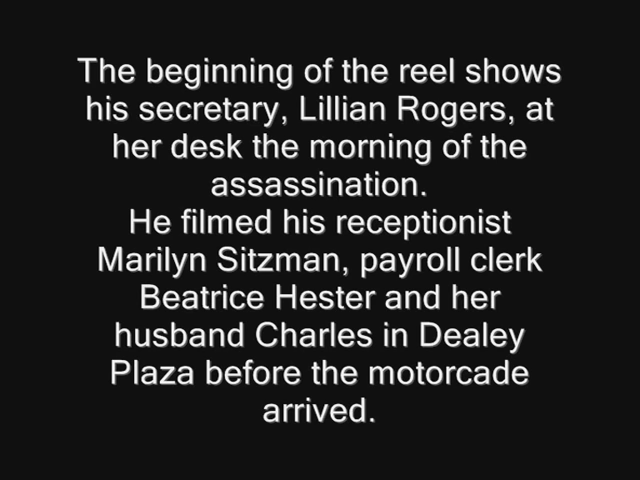 The beginning of the reel shows
his secretary, Lillian Rogers, at
her desk the morning of the
assassination.
He filmed his receptionist
Marilyn Sitzman, payroll clerk
Beatrice Hester and her
husband Charles in Dealey
Plaza before the motorcade
arrived.